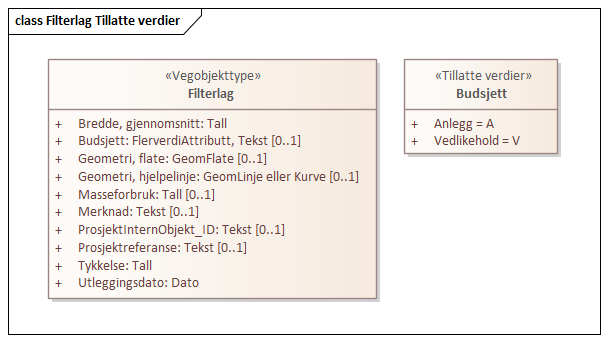 class Filterlag Tillatte verdier
«Vegobjekttype»
Filterlag
+ Bredde, gjennomsnitt: Tall
+ Budsjett: FlerverdiAttributt, Tekst [0..1]
+ Geometri, flate: GeomFlate [0..1]
+ Geometri, hjelpelinje: GeomLinje eller Kurve [0..1]
+ Masseforbruk: Tall [0..1]
+ Merknad: Tekst [0..1]
+ ProsjektInternObjekt_ID: Tekst [0..1]
+ Prosjektreferanse: Tekst [0..1]
+ Tykkelse: Tall
+ Utleggingsdato: Dato
«Tillatte verdier»
Budsjett
+ Anlegg = A
+ Vedlikehold = V